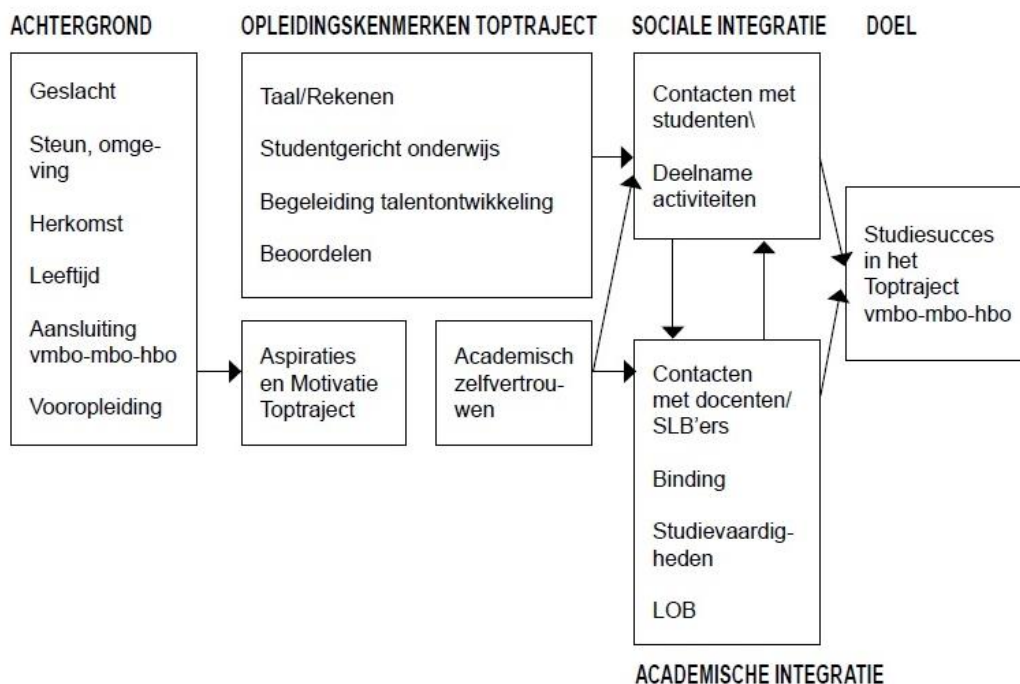 ACHTERGROND
Geslacht
Steun, omge-
ving
Herkomst
Leeftijd
Aansluiting
vmbo-mbo-hbo
Vooropleiding
OPLEIDINGSKENMERKEN TOPTRAJECT
Taal/Rekenen
Studentgericht onderwijs
Begeleiding talentontwikkeling
Beoordelen
Aspiraties
en Motivatie
Toptraject
Academisch
zelfvertrou-
wen
SOCIALE INTEGRATIE
Contacten met
studenten\
Deelname
activiteiten
Contacten
met docenten/
SLB'ers
Binding
Studievaardig-
heden
LOB
ACADEMISCHE INTEGRATIE
DOEL
Studiesucces
in het
Toptraject
vmbo-mbo-hbo